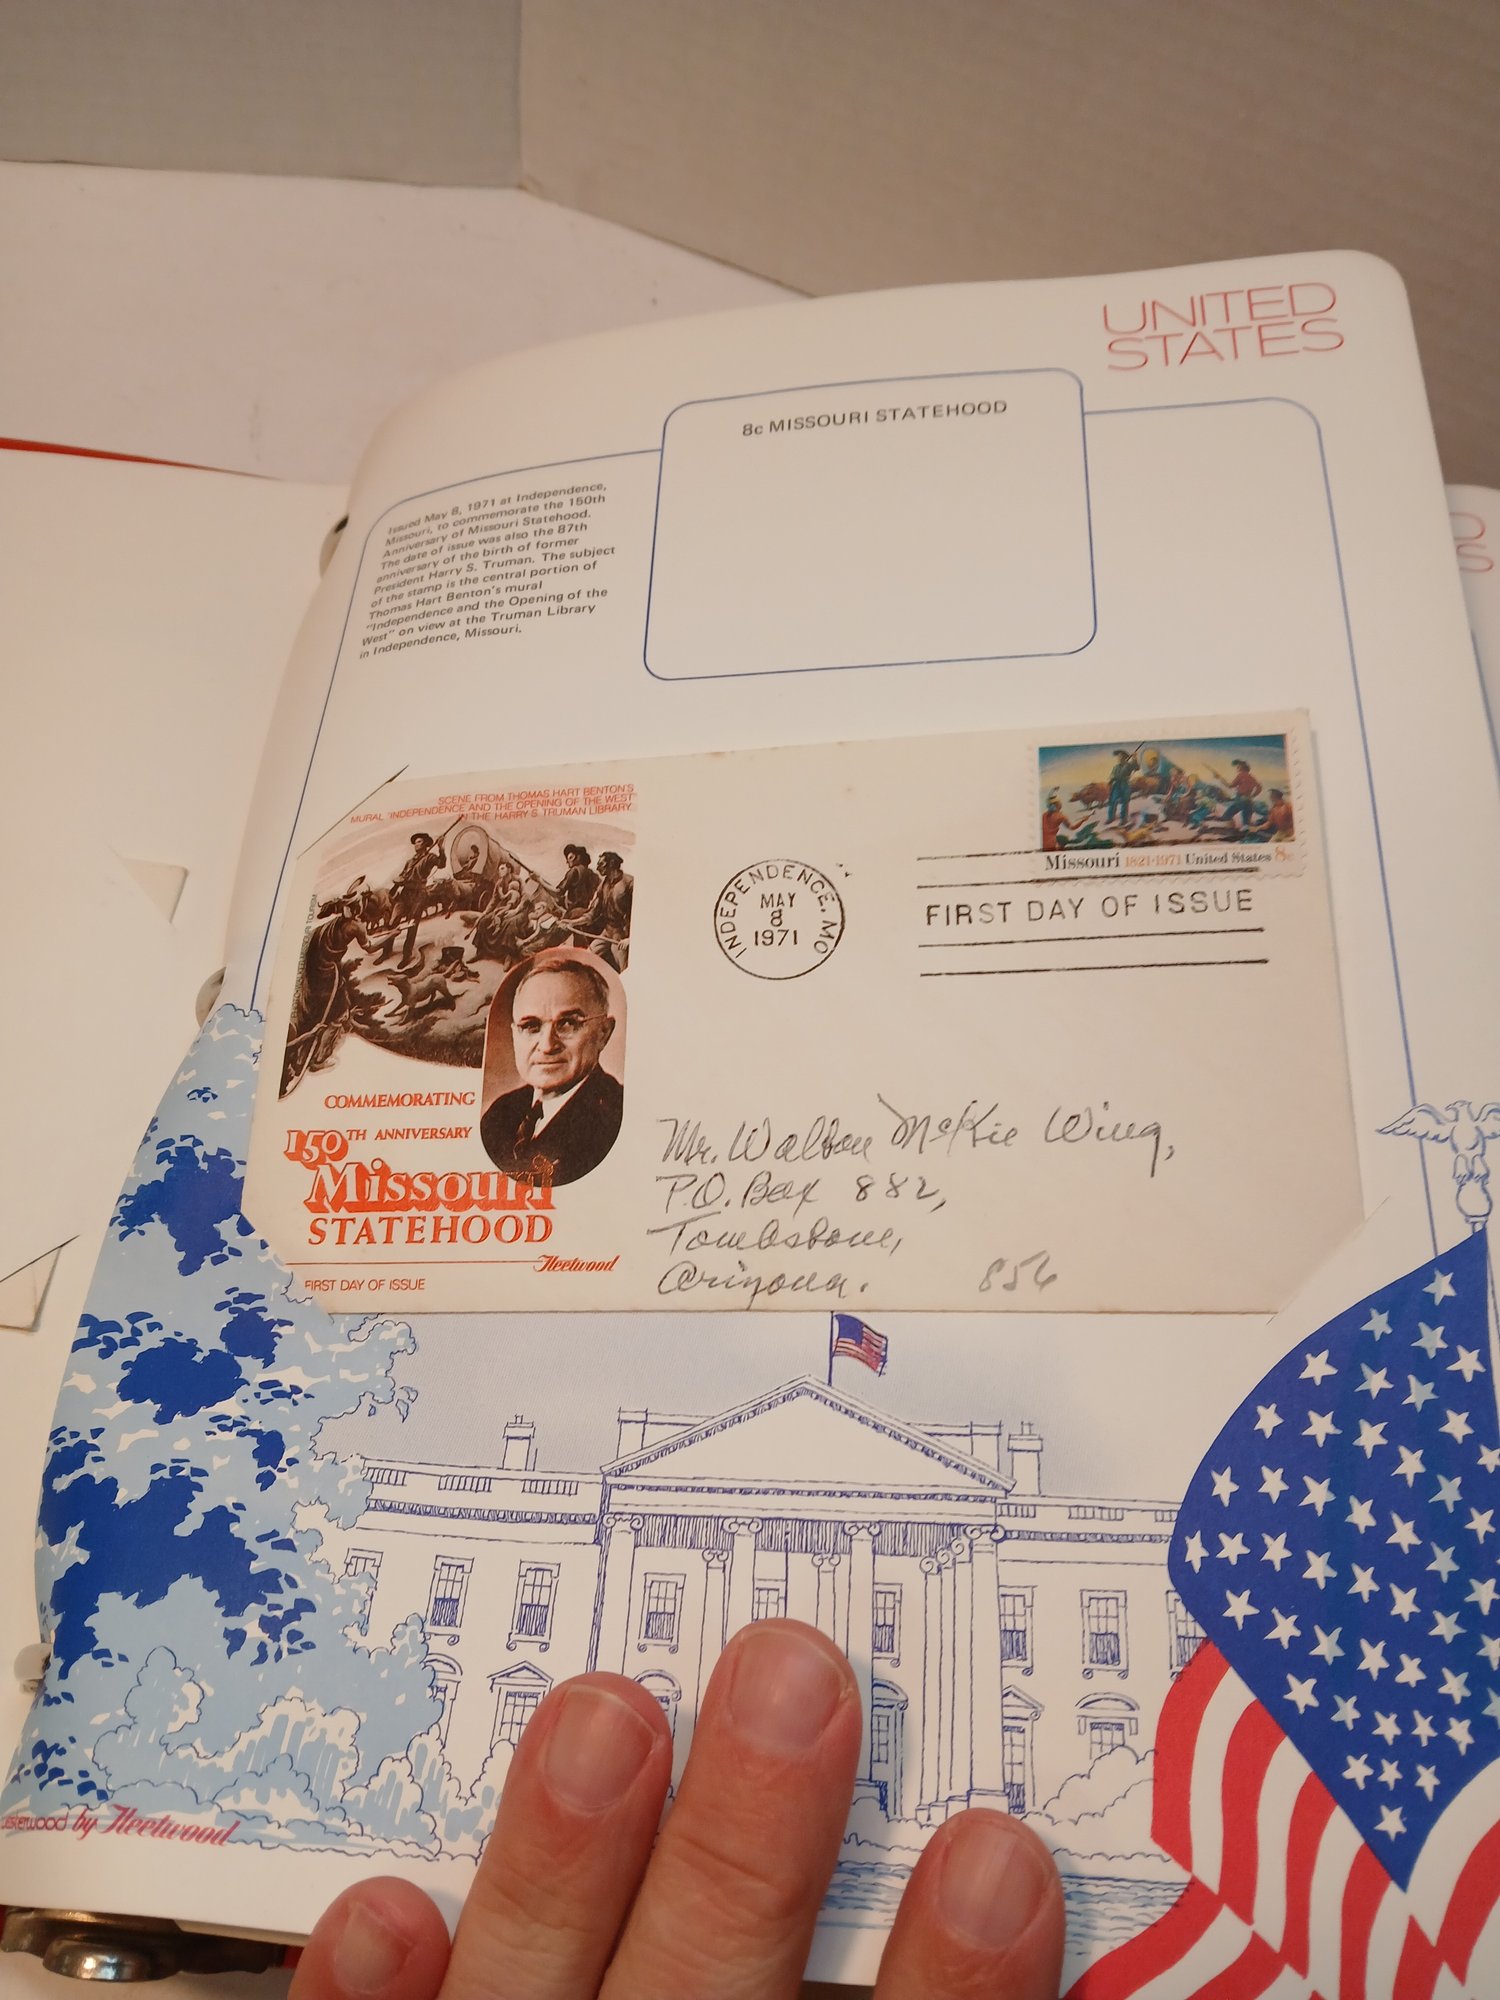 UNITED
STATES
8c MISSOURI STATEHOOD
Issued May 8, 1971 at Independence,
Missouri, to commemorate the 150th
Anniversary of Missouri Statehood.
The date of issue was also the 87th
anniversary of the birth of former
President Harry S. Truman. The subject
of the stamp is the central portion of
Thomas Hart Benton's mural
"Independence and the Opening of the
West" on view at the Truman Library
in Independence, Missouri.
SCENE FROM THOMAS HART BENTON'S
MURAL "INDEPENDENCE AND THE OPENING OF THE WEST"
IN THE HARRY S. TRUMAN LIBRARY
Missouri 1821-1971 United States 8c
INDEPENDENCE, MO
MAY
8
1971
FIRST DAY OF ISSUE
COMMEMORATING
150TH ANNIVERSARY
Missouri
STATEHOOD
Fleetwood
FIRST DAY OF ISSUE
Mr. Walton McKie Wing,
P.O. Box 882,
Tombstone,
Arizona.
856
by Fleetwood